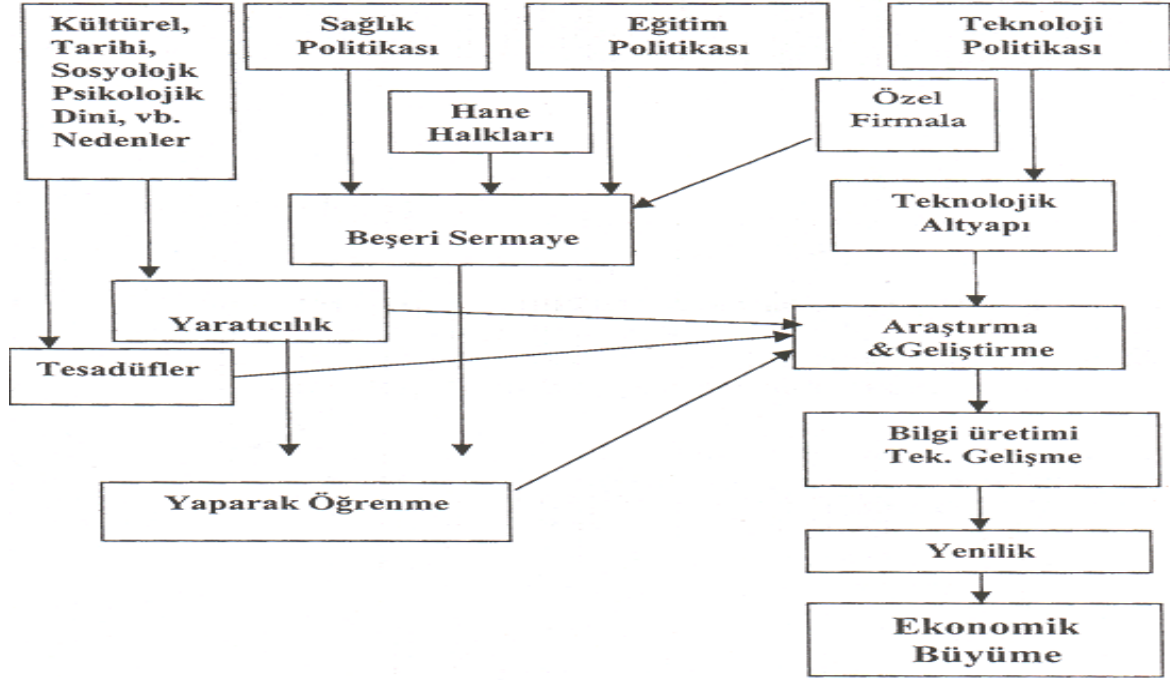 Kültürel,
Tarihi,
Sosyolojk
Psikolojik
Dini, vb.
Nedenler
Sağlık
Politikası
Eğitim
Politikası
Teknoloji
Politikası
Hane
Halkları
Özel
Firmala
Beşeri Sermaye
Teknolojik
Altyapı
Yaratıcılık
Tesadüfler
Araştırma
&Geliştirme
Yaparak Öğrenme
Bilgi üretimi
Tek. Gelişme
Yenilik
Ekonomik
Büyüme